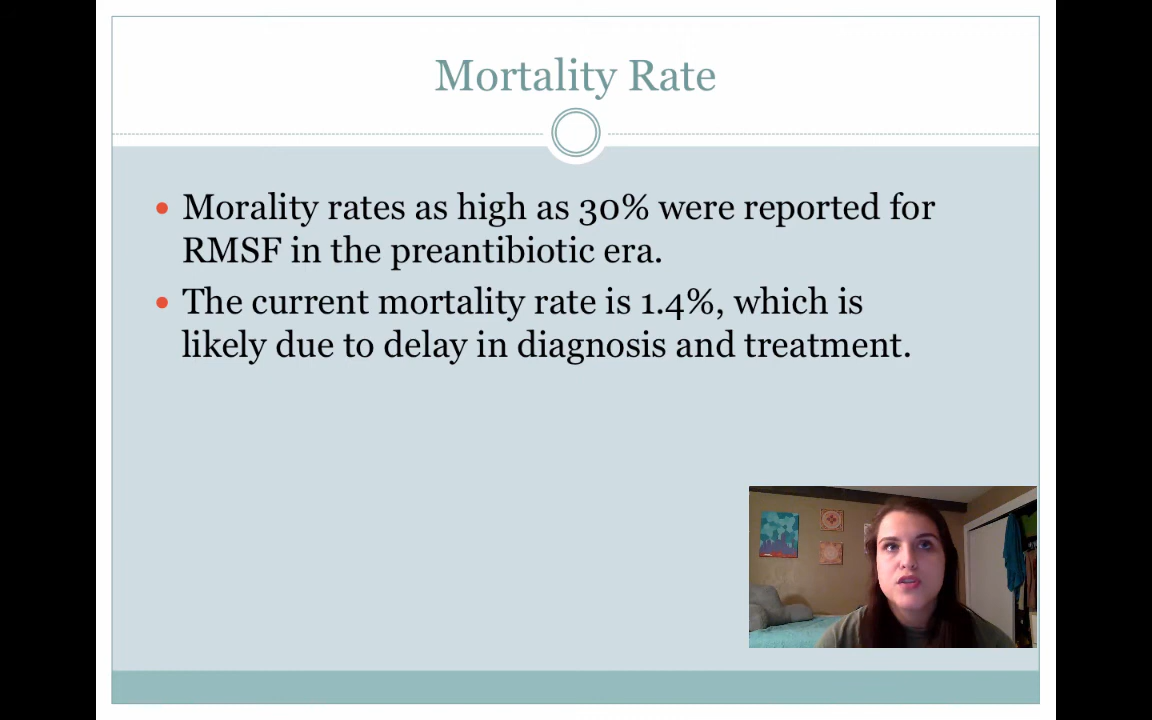 Mortality Rate
• Morality rates as high as 30% were reported for
RMSF in the preantibiotic era.
• The current mortality rate is 1.4%, which is
likely due to delay in diagnosis and treatment.